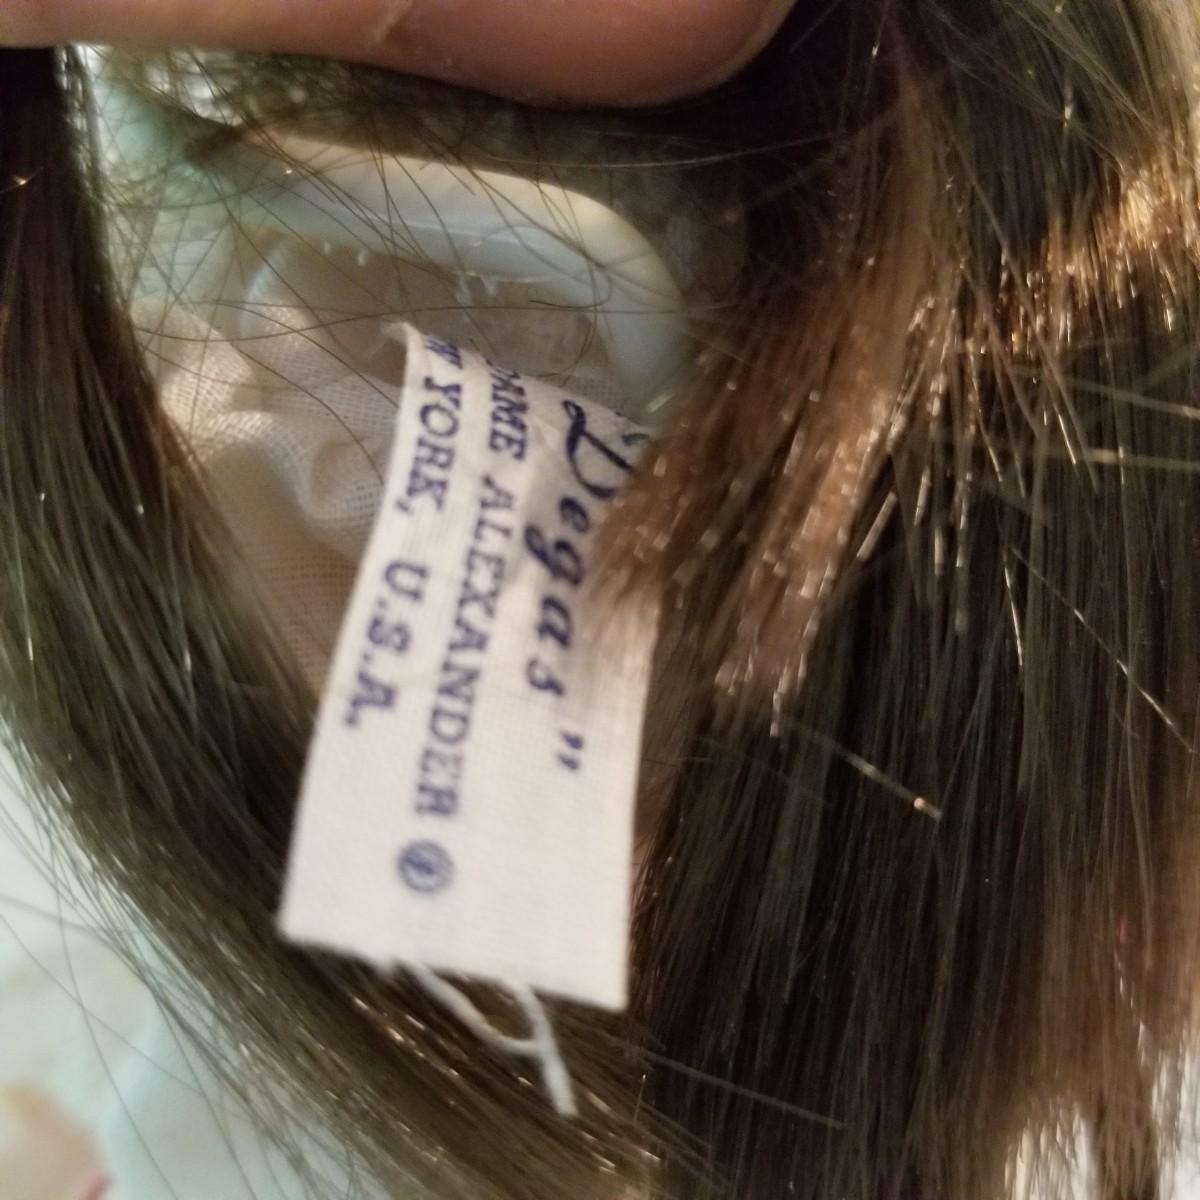 Degas"
ALEXANDER ®
YORK, U.S.A.